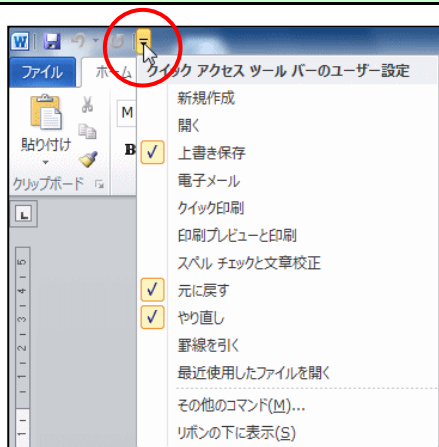 W
ファイル
ホーム
クイック アクセス ツール バーのユーザー設定
新規作成
開く
貼り付け
M
B
上書き保存
電子メール
クリップボード
クイック印刷
印刷プレビューと印刷
スペル チェックと文章校正
元に戻す
やり直し
罫線を引く
最近使用したファイルを開く
その他のコマンド(M)...
リボンの下に表示(S)
L
5
4
3
2
1
1